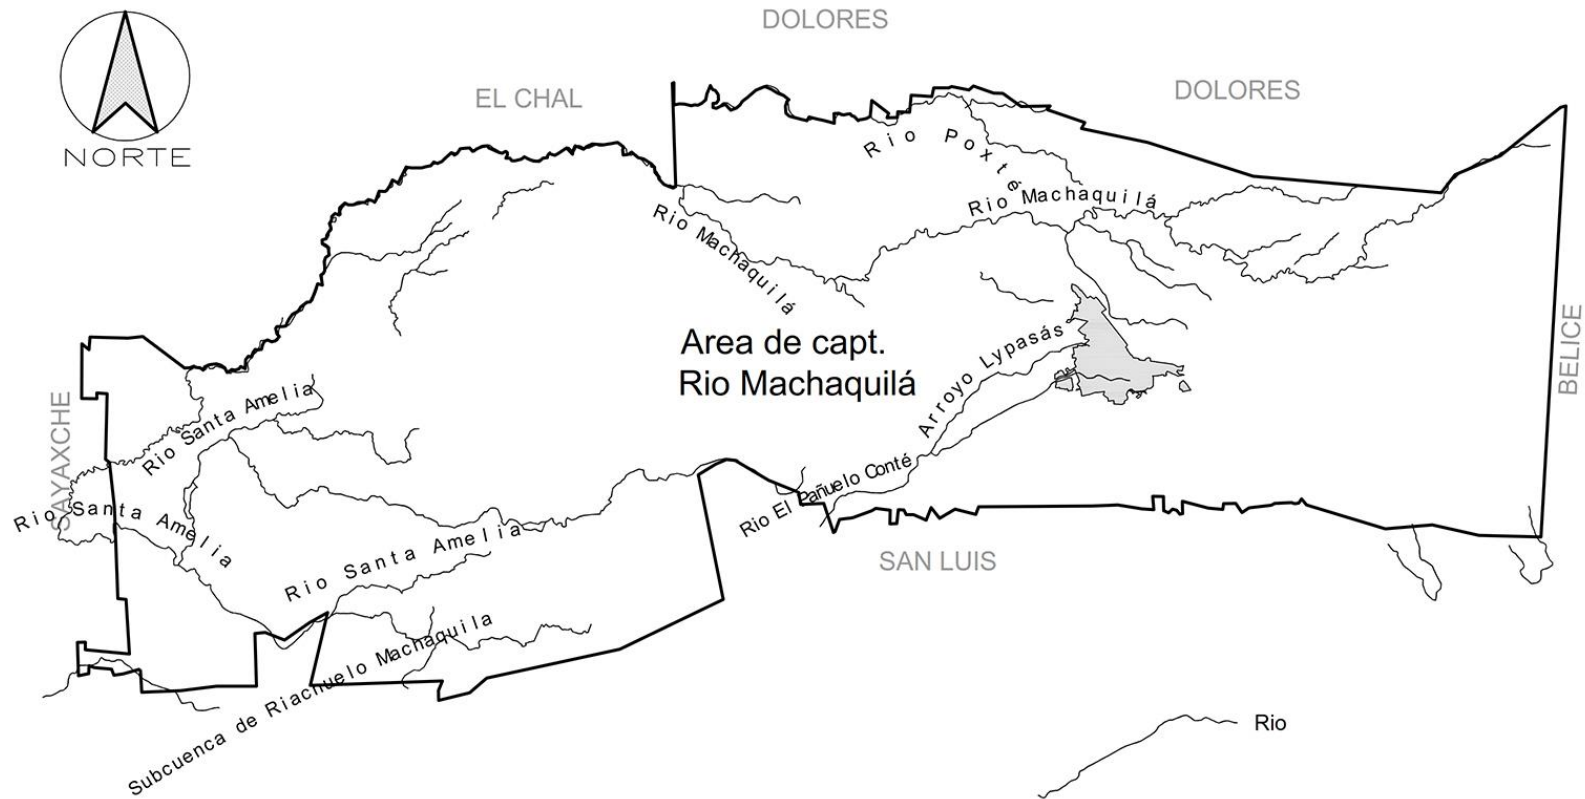 DOLORES
EL CHAL
DOLORES
NORTE
Rio Poxté
Rio Machaquilá
Rio Machaquilá
Area de capt.
Rio Machaquilá
Arroyo Lypasás
BELICE
SAYAXCHE
Rio Santa Amelia
Rio El Pañuelo Conté
Rio Santa Amelia
Rio Santa Amelia
SAN LUIS
Subcuenca de Riachuelo Machaquila
Rio